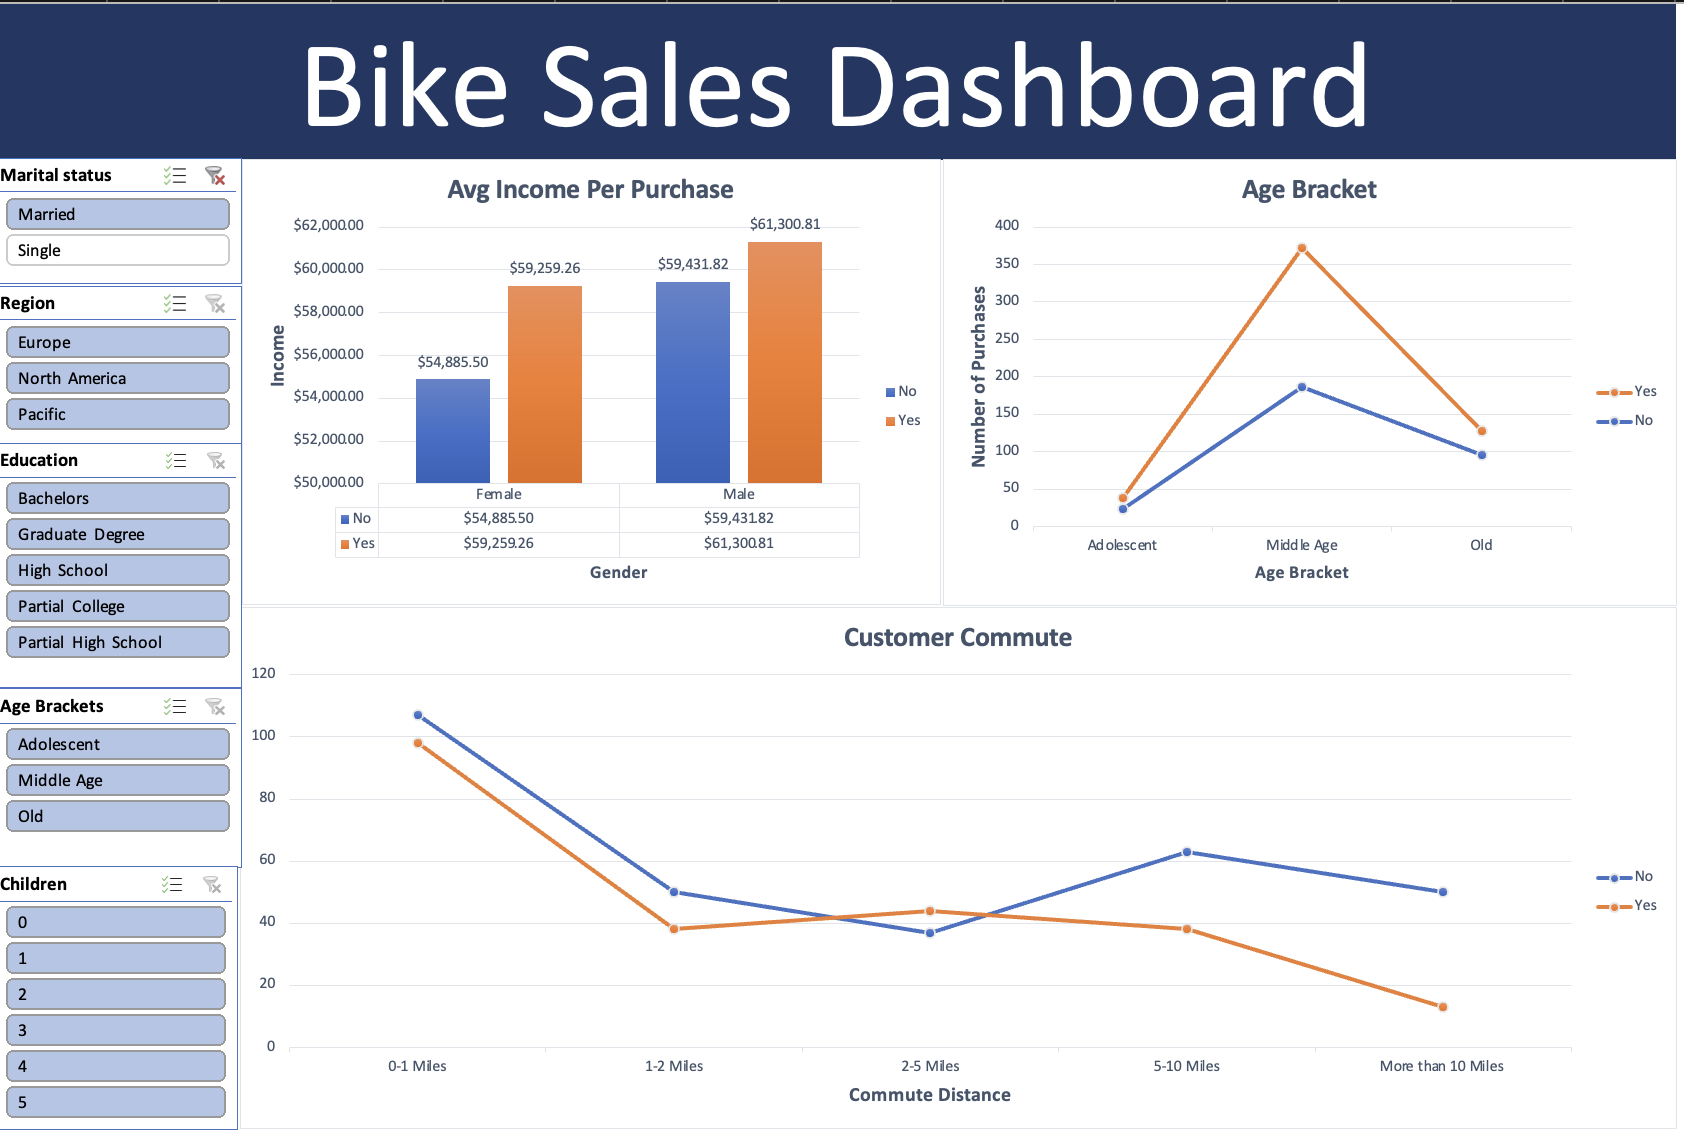 Bike Sales Dashboard
Marital status
Married
Single
Region
Europe
North America
Pacific
Education
Bachelors
Graduate Degree
High School
Partial College
Partial High School
Age Brackets
Adolescent
Middle Age
Old
Children
0
1
2
3
4
5
Avg Income Per Purchase
$62,000.00
$60,000.00
$58,000.00
$56,000.00
$54,000.00
$52,000.00
$50,000.00
Income
$54,885.50
$59,259.26
$59,431.82
$61,300.81
Female Male
No $54,885.50 $59,431.82
Yes $59,259.26 $61,300.81
Gender
No
Yes
Age Bracket
400
350
300
250
200
150
100
50
0
Number of Purchases
Adolescent Middle Age Old
Age Bracket
Yes
No
Customer Commute
120
100
80
60
40
20
0
0-1 Miles 1-2 Miles 2-5 Miles 5-10 Miles More than 10 Miles
Commute Distance
No
Yes